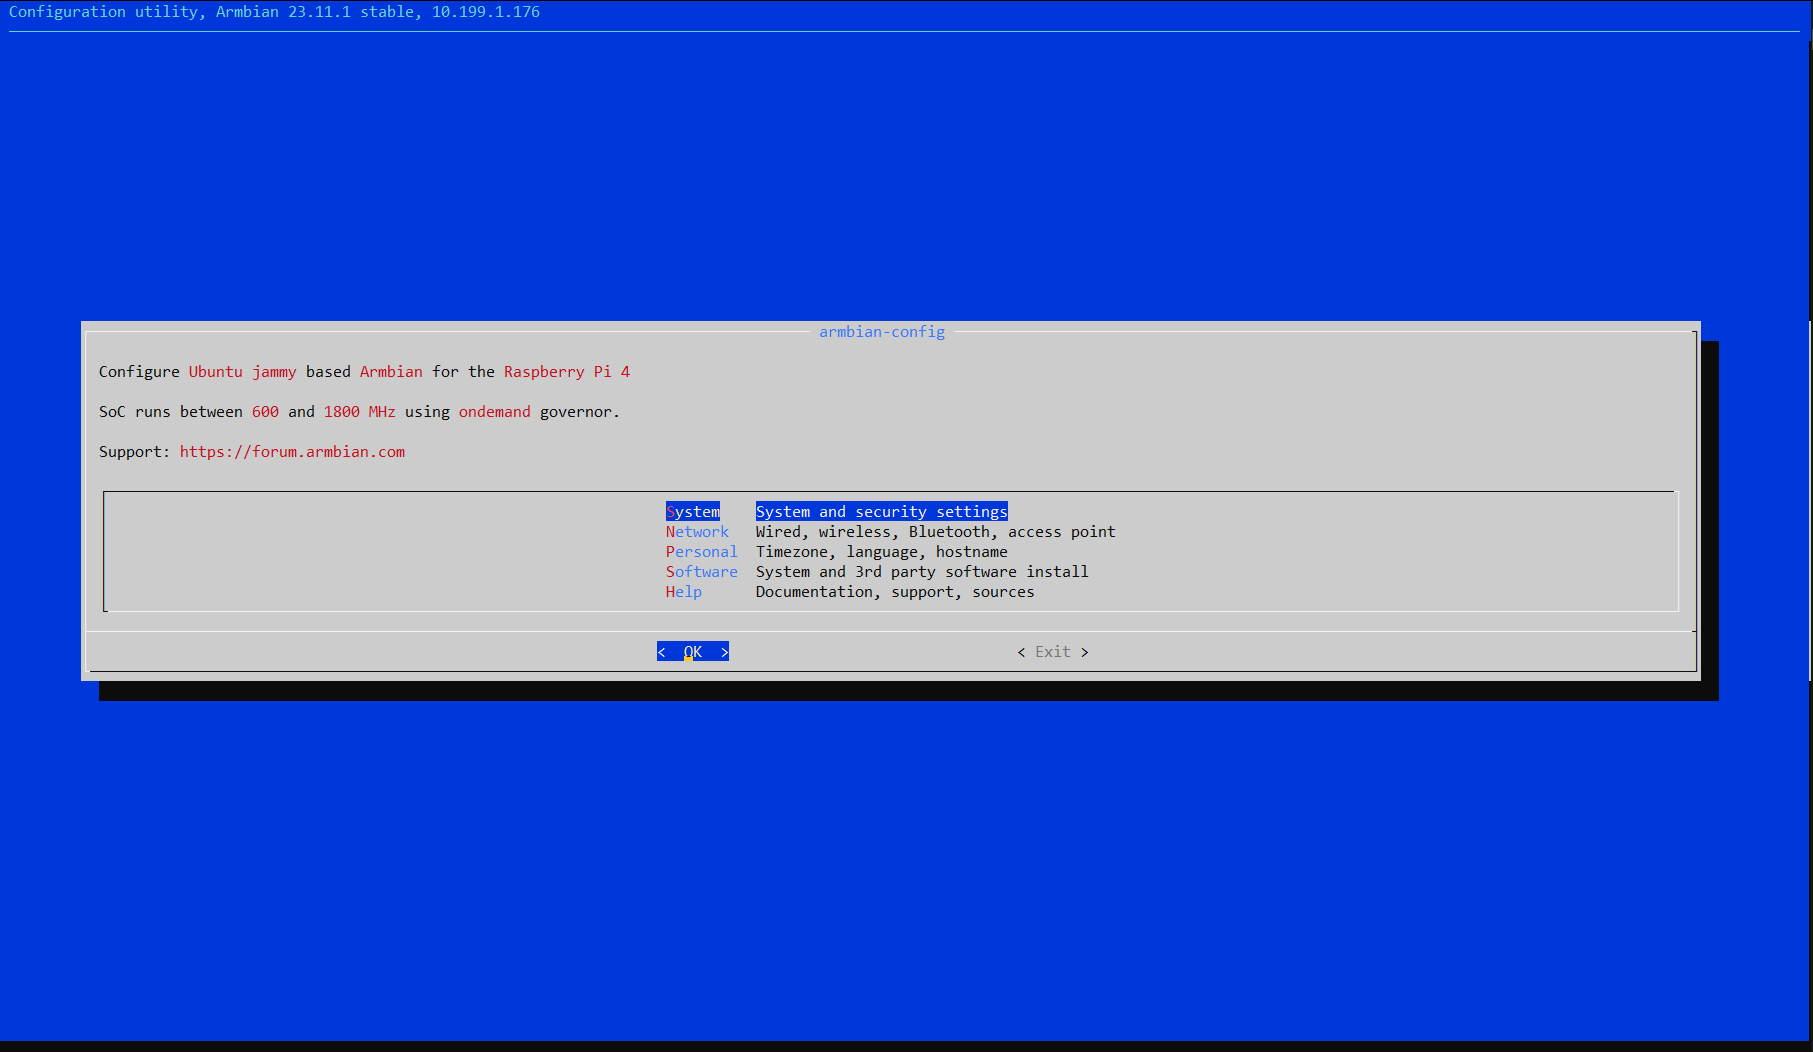 Configuration utility, Armbian 23.11.1 stable, 10.199.1.176
armbian-config
Configure Ubuntu jammy based Armbian for the Raspberry Pi 4
SoC runs between 600 and 1800 MHz using ondemand governor.
Support: https://forum.armbian.com
System System and security settings
Network Wired, wireless, Bluetooth, access point
Personal Timezone, language, hostname
Software System and 3rd party software install
Help Documentation, support, sources
< OK > < Exit >